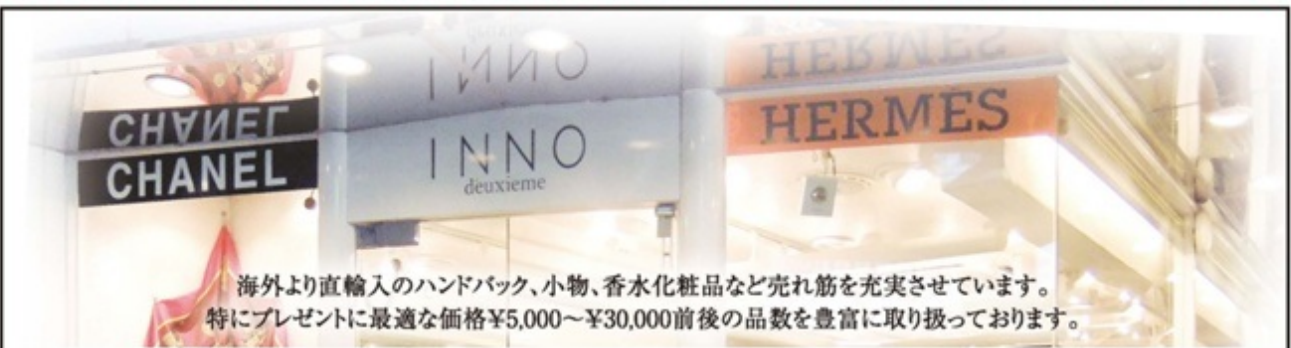 CHANEL
CHANEL
INNO
INNO
deuxieme
HERMES
HERMES
海外より直輸入のハンドバック、小物、香水化粧品など売れ筋を充実させています。
特にプレゼントに最適な価格¥5,000～¥30,000前後の品数を豊富に取り扱っております。